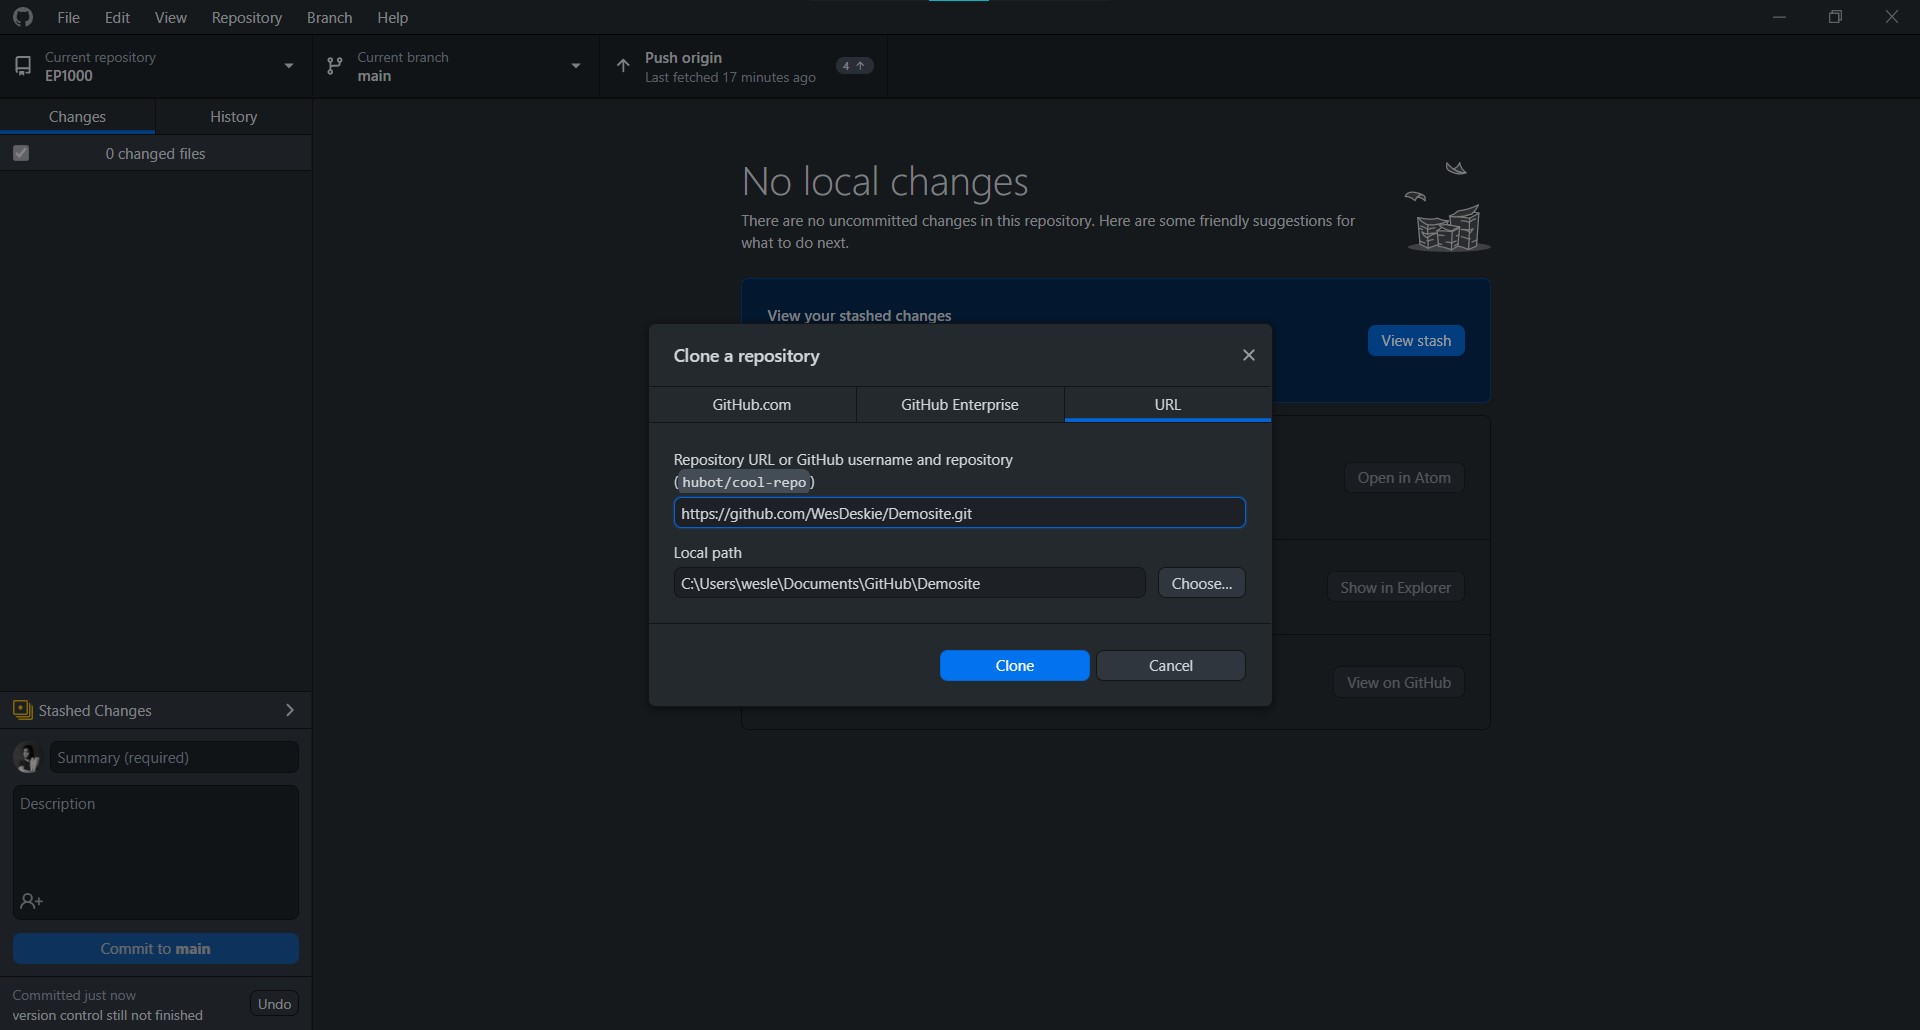 File Edit View Repository Branch Help
Current repository
EP1000
Current branch
main
Push origin
Last fetched 17 minutes ago
4
Changes
History
0 changed files
No local changes
There are no uncommitted changes in this repository. Here are some friendly suggestions for
what to do next.
View your stashed changes
View stash
Clone a repository
GitHub.com
GitHub Enterprise
URL
Repository URL or GitHub username and repository
(hubot/cool-repo)
https://github.com/WesDeskie/Demosite.git
Local path
C:\Users\wesle\Documents\GitHub\Demosite
Choose...
Clone
Cancel
Open in Atom
Show in Explorer
View on GitHub
Stashed Changes
Summary (required)
Description
Commit to main
Committed just now
version control still not finished
Undo